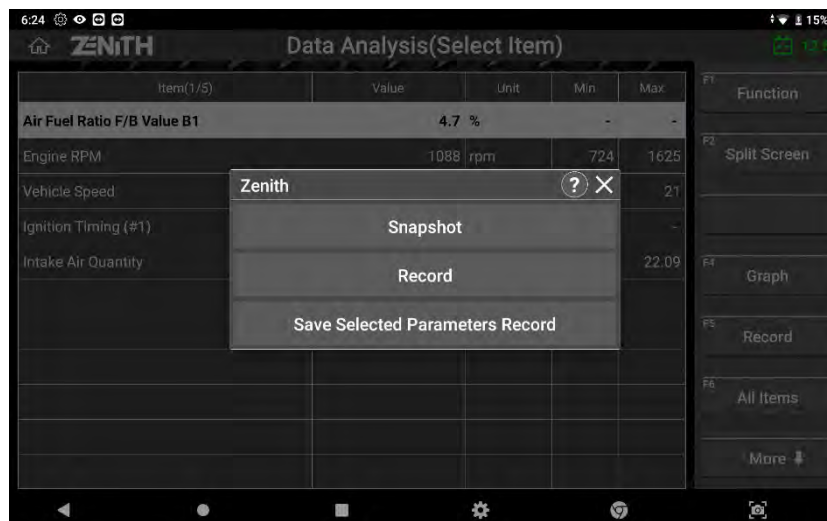 6:24 15%
ZENITH Data Analysis(Select Item)
Item(1/5) Value Unit Min Max
Air Fuel Ratio F/B Value B1 4.7 % - -
Engine RPM 1088 rpm 724 1625
Vehicle Speed 21
Ignition Timing (#1) -
Intake Air Quantity 22.09
Zenith ?
Snapshot
Record
Save Selected Parameters Record
F1 Function
F2 Split Screen
F4 Graph
F5 Record
F6 All Items
More